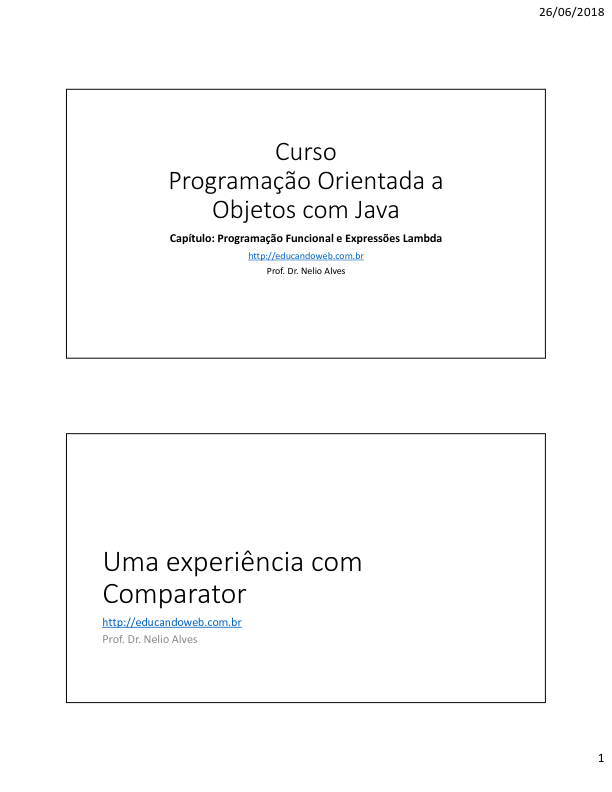 26/06/2018
Curso
Programação Orientada a
Objetos com Java
Capítulo: Programação Funcional e Expressões Lambda
http://educandoweb.com.br
Prof. Dr. Nelio Alves
Uma experiência com
Comparator
http://educandoweb.com.br
Prof. Dr. Nelio Alves
1